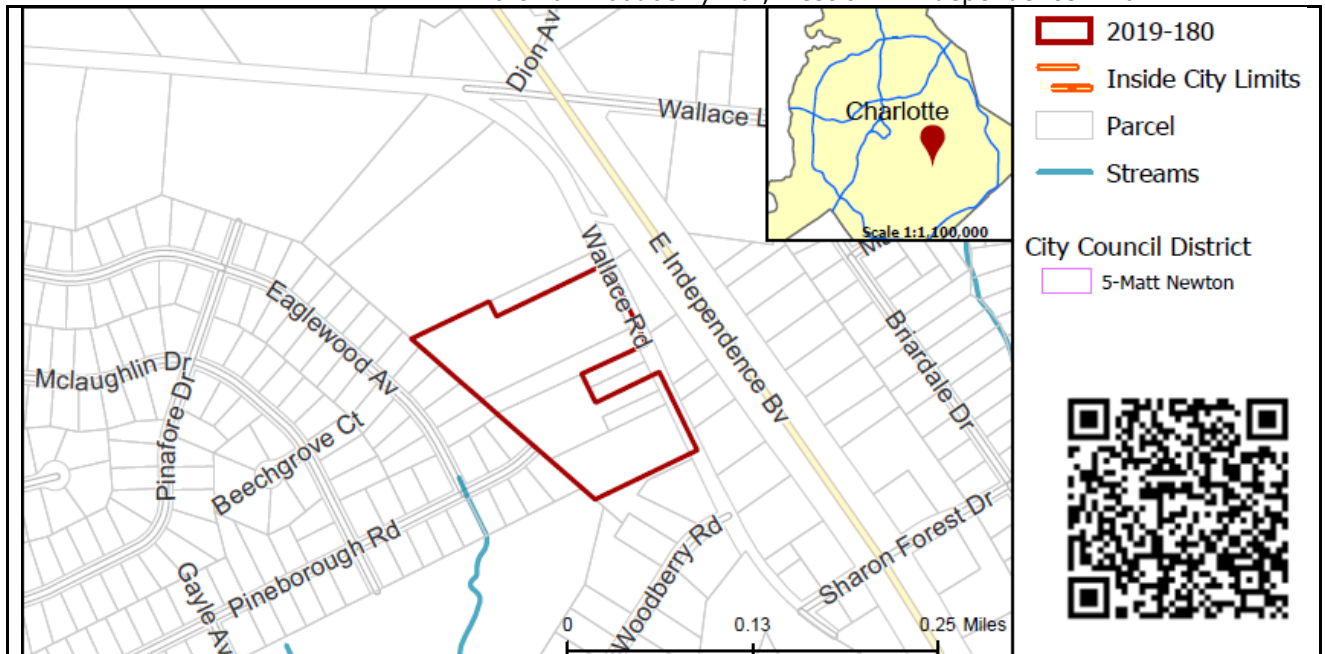 Dion Av
Wallace L
Charlotte
Scale 1:1,100,000
Wallace Rd
E Independence Bv
Eaglewood Av
Mclaughlin Dr
Pinafore Dr
Beechgrove Ct
Pineborough Rd
Gayle Av
Woodberry Rd
Sharon Forest Dr
Briardale Dr
0 0.13 0.25 Miles
2019-180
Inside City Limits
Parcel
Streams
City Council District
5-Matt Newton